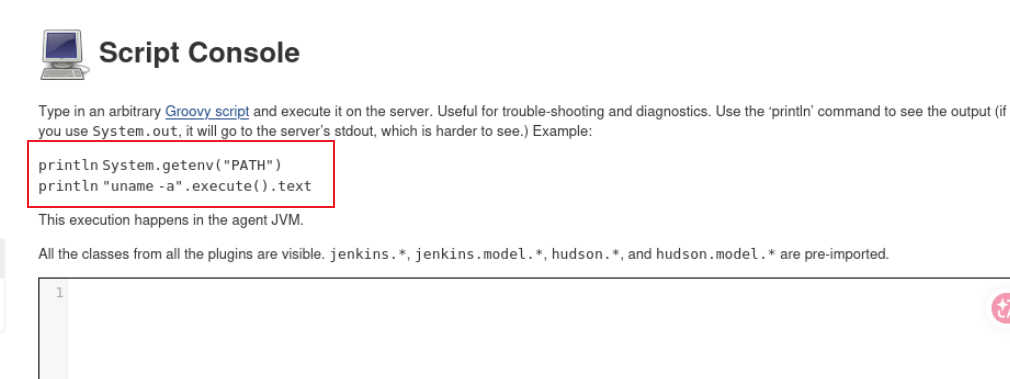 Script Console
Type in an arbitrary Groovy script and execute it on the server. Useful for trouble-shooting and diagnostics. Use the ‘println’ command to see the output (if
you use System.out, it will go to the server’s stdout, which is harder to see.) Example:
println System.getenv("PATH")
println "uname -a".execute().text
This execution happens in the agent JVM.
All the classes from all the plugins are visible. jenkins.*, jenkins.model.*, hudson.*, and hudson.model.* are pre-imported.
1